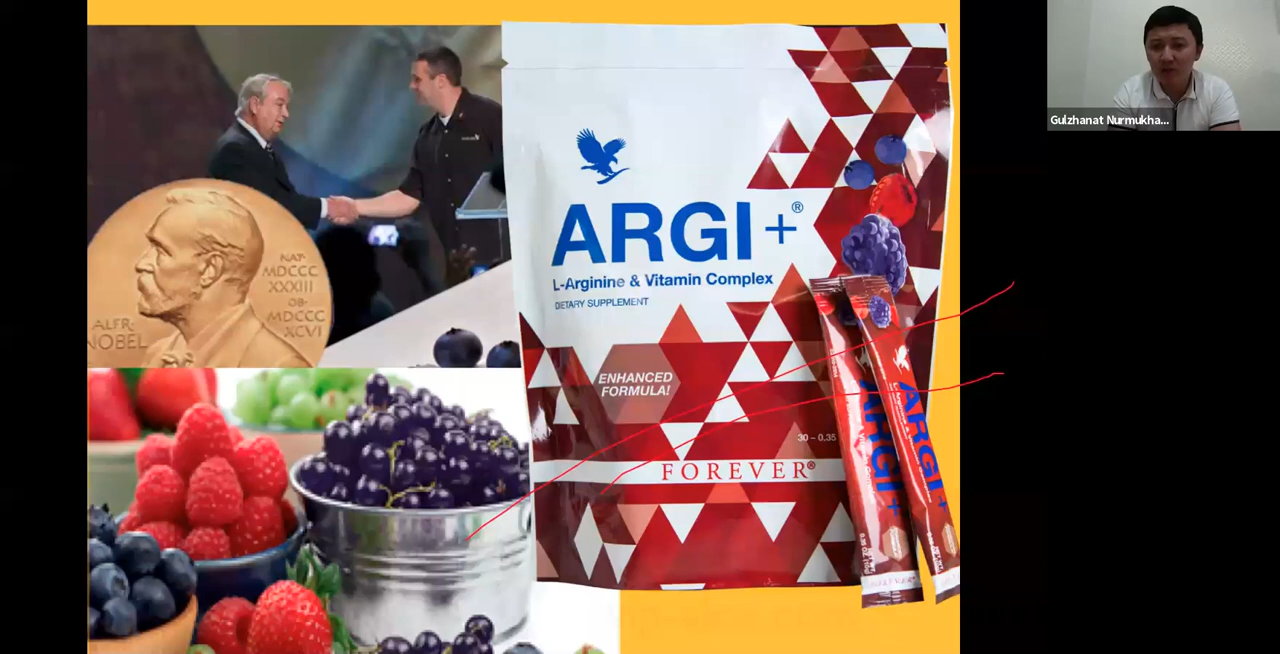 Gulzhanat Nurmukha...
NAT.
MDCCC
XXXIII
OB.
MDCCC
XCVI
ALFR.
NOBEL
ARGI+®
L-Arginine & Vitamin Complex
DIETARY SUPPLEMENT
ENHANCED
FORMULA!
30 – 0.35
FOREVER®
ARGI+
ARGI+